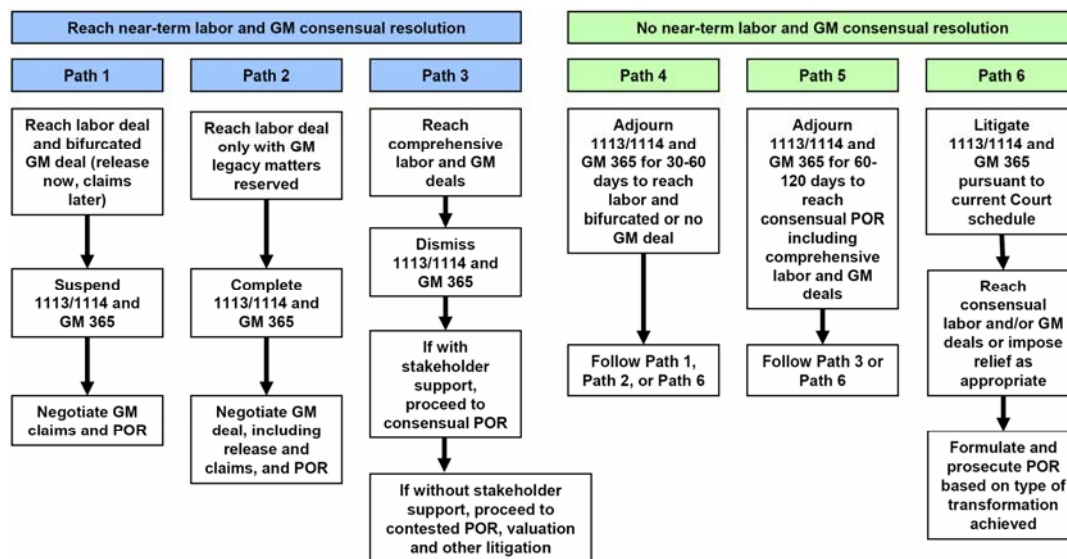 Reach near-term labor and GM consensual resolution
Path 1
Reach labor deal
and bifurcated
GM deal (release
now, claims
later)
Suspend
1113/1114 and
GM 365
Negotiate GM
claims and POR
Path 2
Reach labor deal
only with GM
legacy matters
reserved
Complete
1113/1114 and
GM 365
Negotiate GM
deal, including
release and
claims, and POR
Path 3
Reach
comprehensive
labor and GM
deals
Dismiss
1113/1114 and
GM 365
If with
stakeholder
support,
proceed to
consensual POR
If without stakeholder
support, proceed to
contested POR, valuation
and other litigation
No near-term labor and GM consensual resolution
Path 4
Adjourn
1113/1114 and
GM 365 for 30-60
days to reach
labor and
bifurcated or no
GM deal
Follow Path 1,
Path 2, or Path 6
Path 5
Adjourn
1113/1114 and
GM 365 for 60-
120 days to
reach
consensual POR
including
comprehensive
labor and GM
deals
Follow Path 3 or
Path 6
Path 6
Litigate
1113/1114 and
GM 365
pursuant to
current Court
schedule
Reach
consensual
labor and/or GM
deals or impose
relief as
appropriate
Formulate and
prosecute POR
based on type of
transformation
achieved